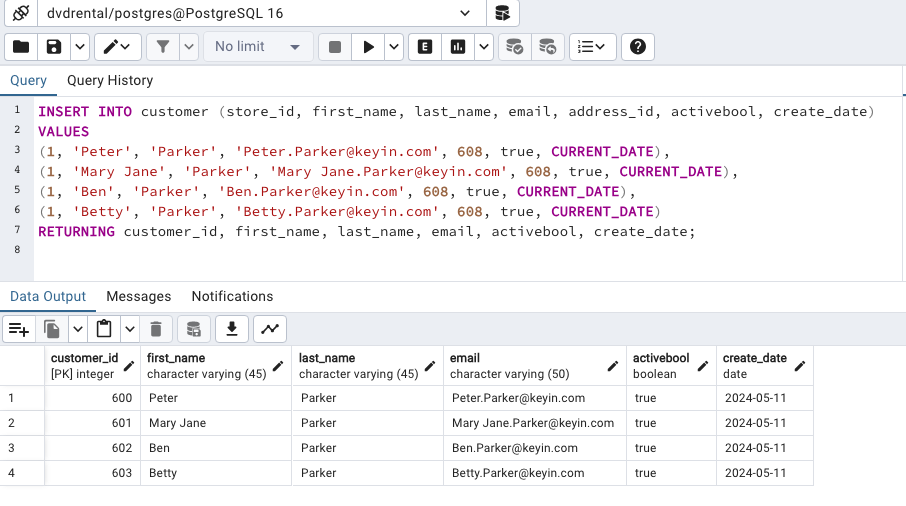 dvdrental/postgres@PostgreSQL 16
No limit
E
Query Query History
1 INSERT INTO customer (store_id, first_name, last_name, email, address_id, activebool, create_date)
2 VALUES
3 (1, 'Peter', 'Parker', 'Peter.Parker@keyin.com', 608, true, CURRENT_DATE),
4 (1, 'Mary Jane', 'Parker', 'Mary Jane.Parker@keyin.com', 608, true, CURRENT_DATE),
5 (1, 'Ben', 'Parker', 'Ben.Parker@keyin.com', 608, true, CURRENT_DATE),
6 (1, 'Betty', 'Parker', 'Betty.Parker@keyin.com', 608, true, CURRENT_DATE)
7 RETURNING customer_id, first_name, last_name, email, activebool, create_date;
8
Data Output Messages Notifications
customer_id first_name last_name email activebool create_date
[PK] integer character varying (45) character varying (45) character varying (50) boolean date
1 600 Peter Parker Peter.Parker@keyin.com true 2024-05-11
2 601 Mary Jane Parker Mary Jane.Parker@keyin.com true 2024-05-11
3 602 Ben Parker Ben.Parker@keyin.com true 2024-05-11
4 603 Betty Parker Betty.Parker@keyin.com true 2024-05-11